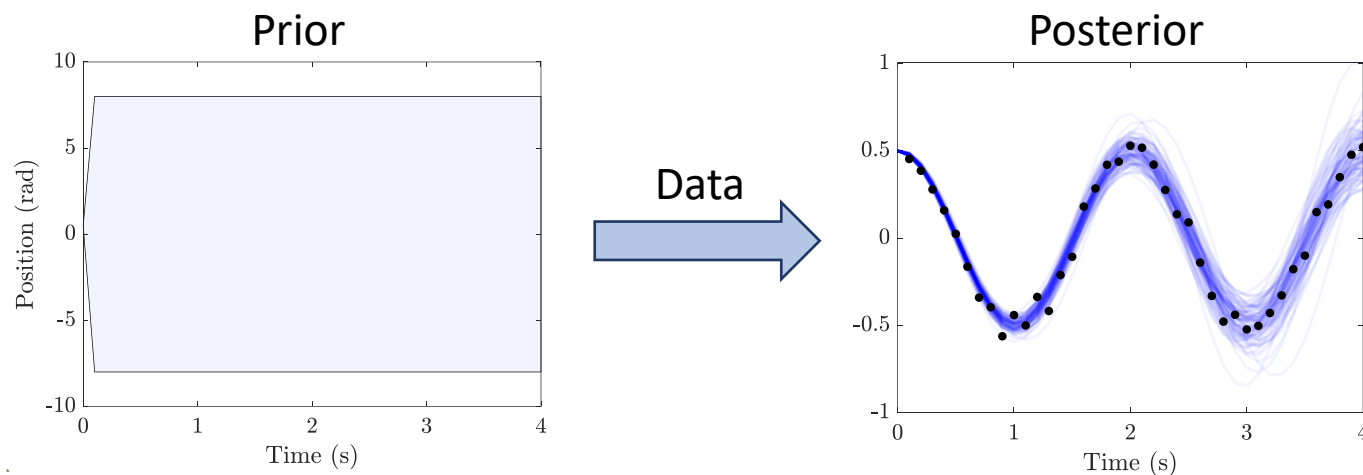 Prior
10
5
0
-5
-10
Position (rad)
0 1 2 3 4
Time (s)
Data
Posterior
1
0.5
0
-0.5
-1
0 1 2 3 4
Time (s)